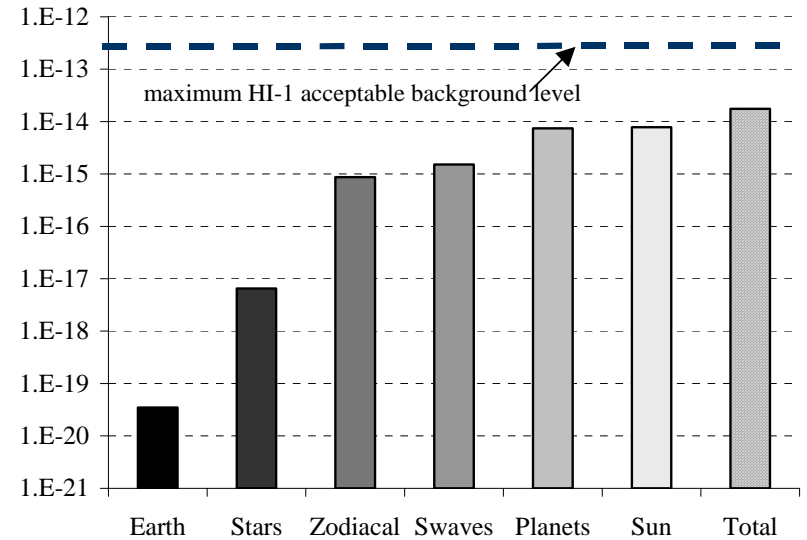 1.E-12
1.E-13
maximum HI-1 acceptable background level
1.E-14
1.E-15
1.E-16
1.E-17
1.E-18
1.E-19
1.E-20
1.E-21
Earth Stars Zodiacal Swaves Planets Sun Total